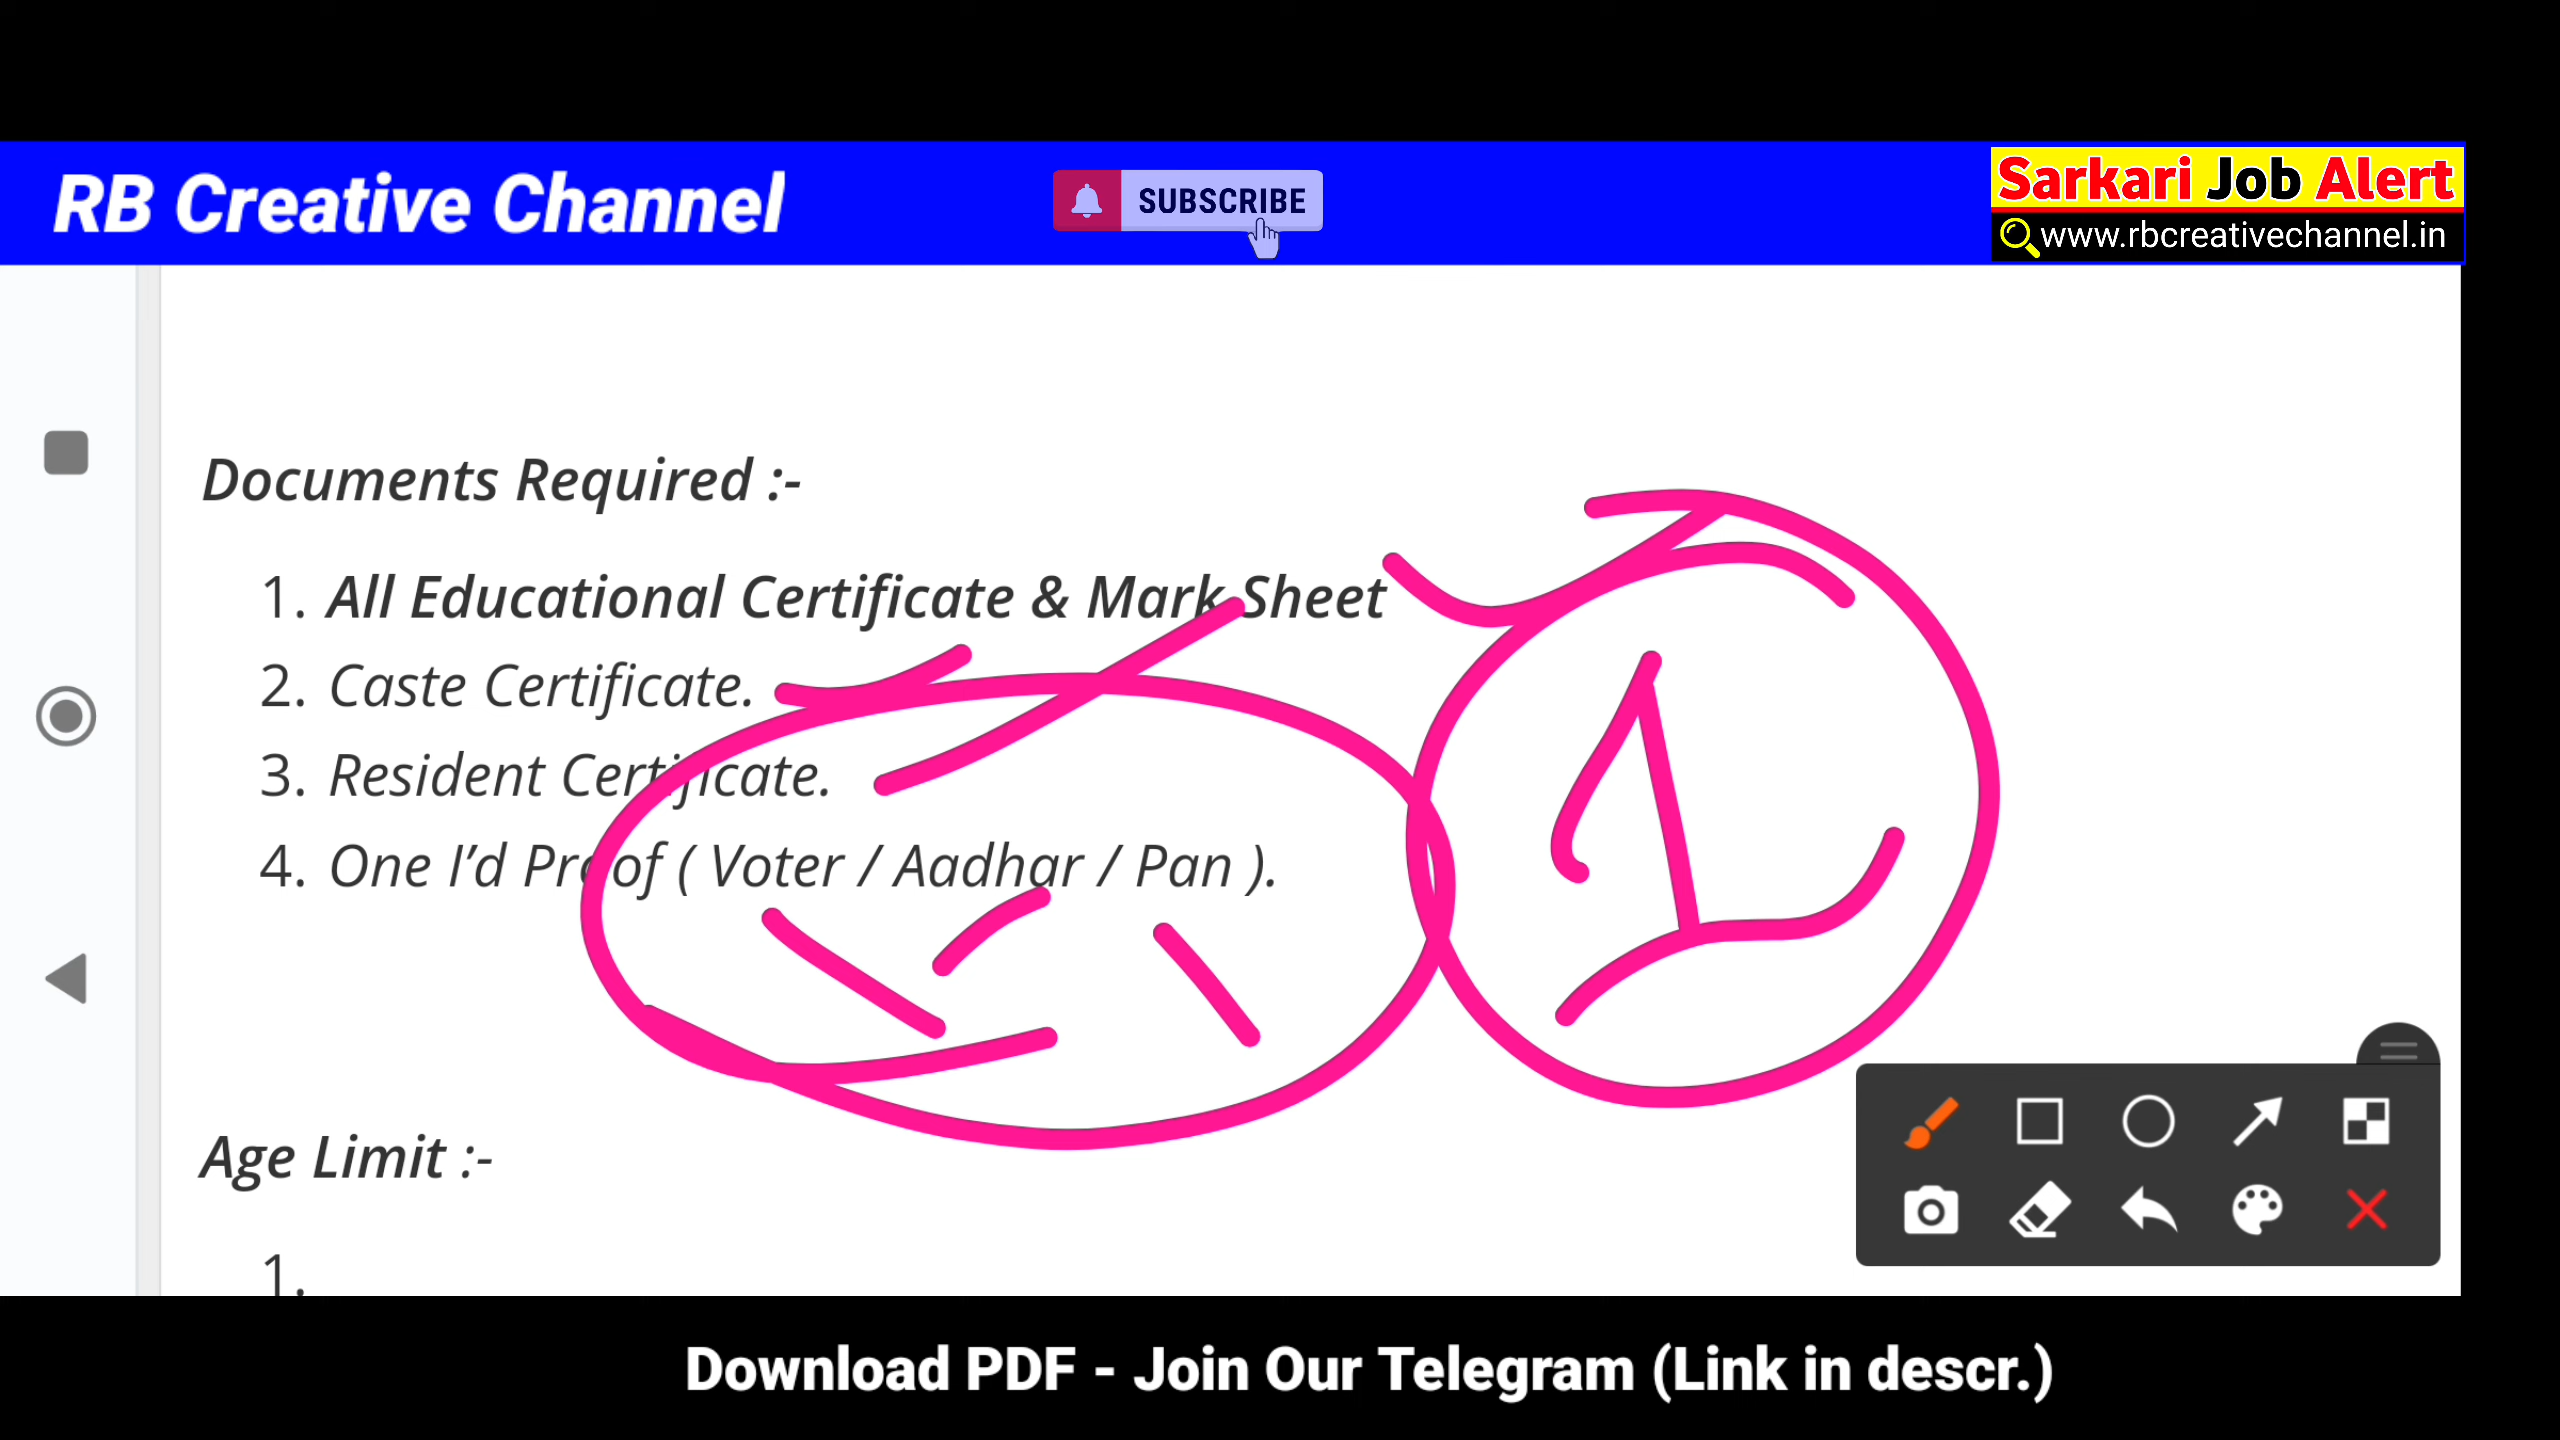 RB Creative Channel
SUBSCRIBE
Sarkari Job Alert
www.rbcreativechannel.in
Documents Required :-
1. All Educational Certificate & Mark Sheet
2. Caste Certificate.
3. Resident Certificate.
4. One I'd Proof ( Voter / Aadhar / Pan ).
1
Age Limit :-
1.
Download PDF - Join Our Telegram (Link in descr.)